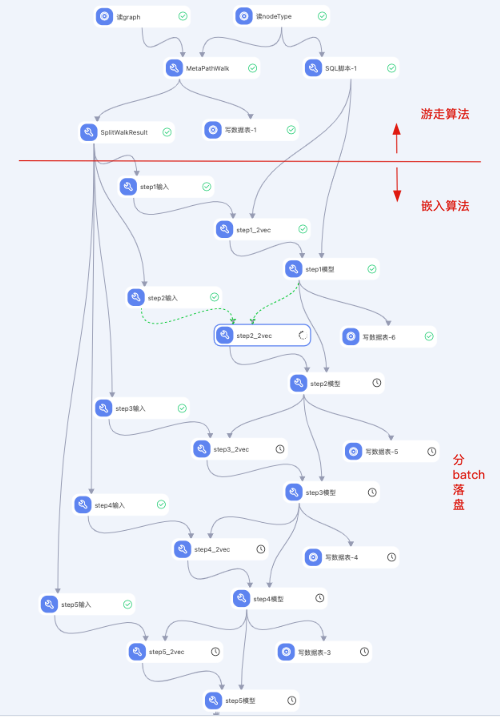 读graph
读nodeType
MetaPathWalk
SQL脚本-1
游走算法
SplitWalkResult
写数据表-1
step1输入
嵌入算法
step1_2vec
step1模型
step2输入
step2_2vec
写数据表-6
step2模型
step3输入
step3_2vec
写数据表-5
分
batch
落
盘
step3模型
step4输入
step4_2vec
写数据表-4
step4模型
step5输入
step5_2vec
写数据表-3
step5模型